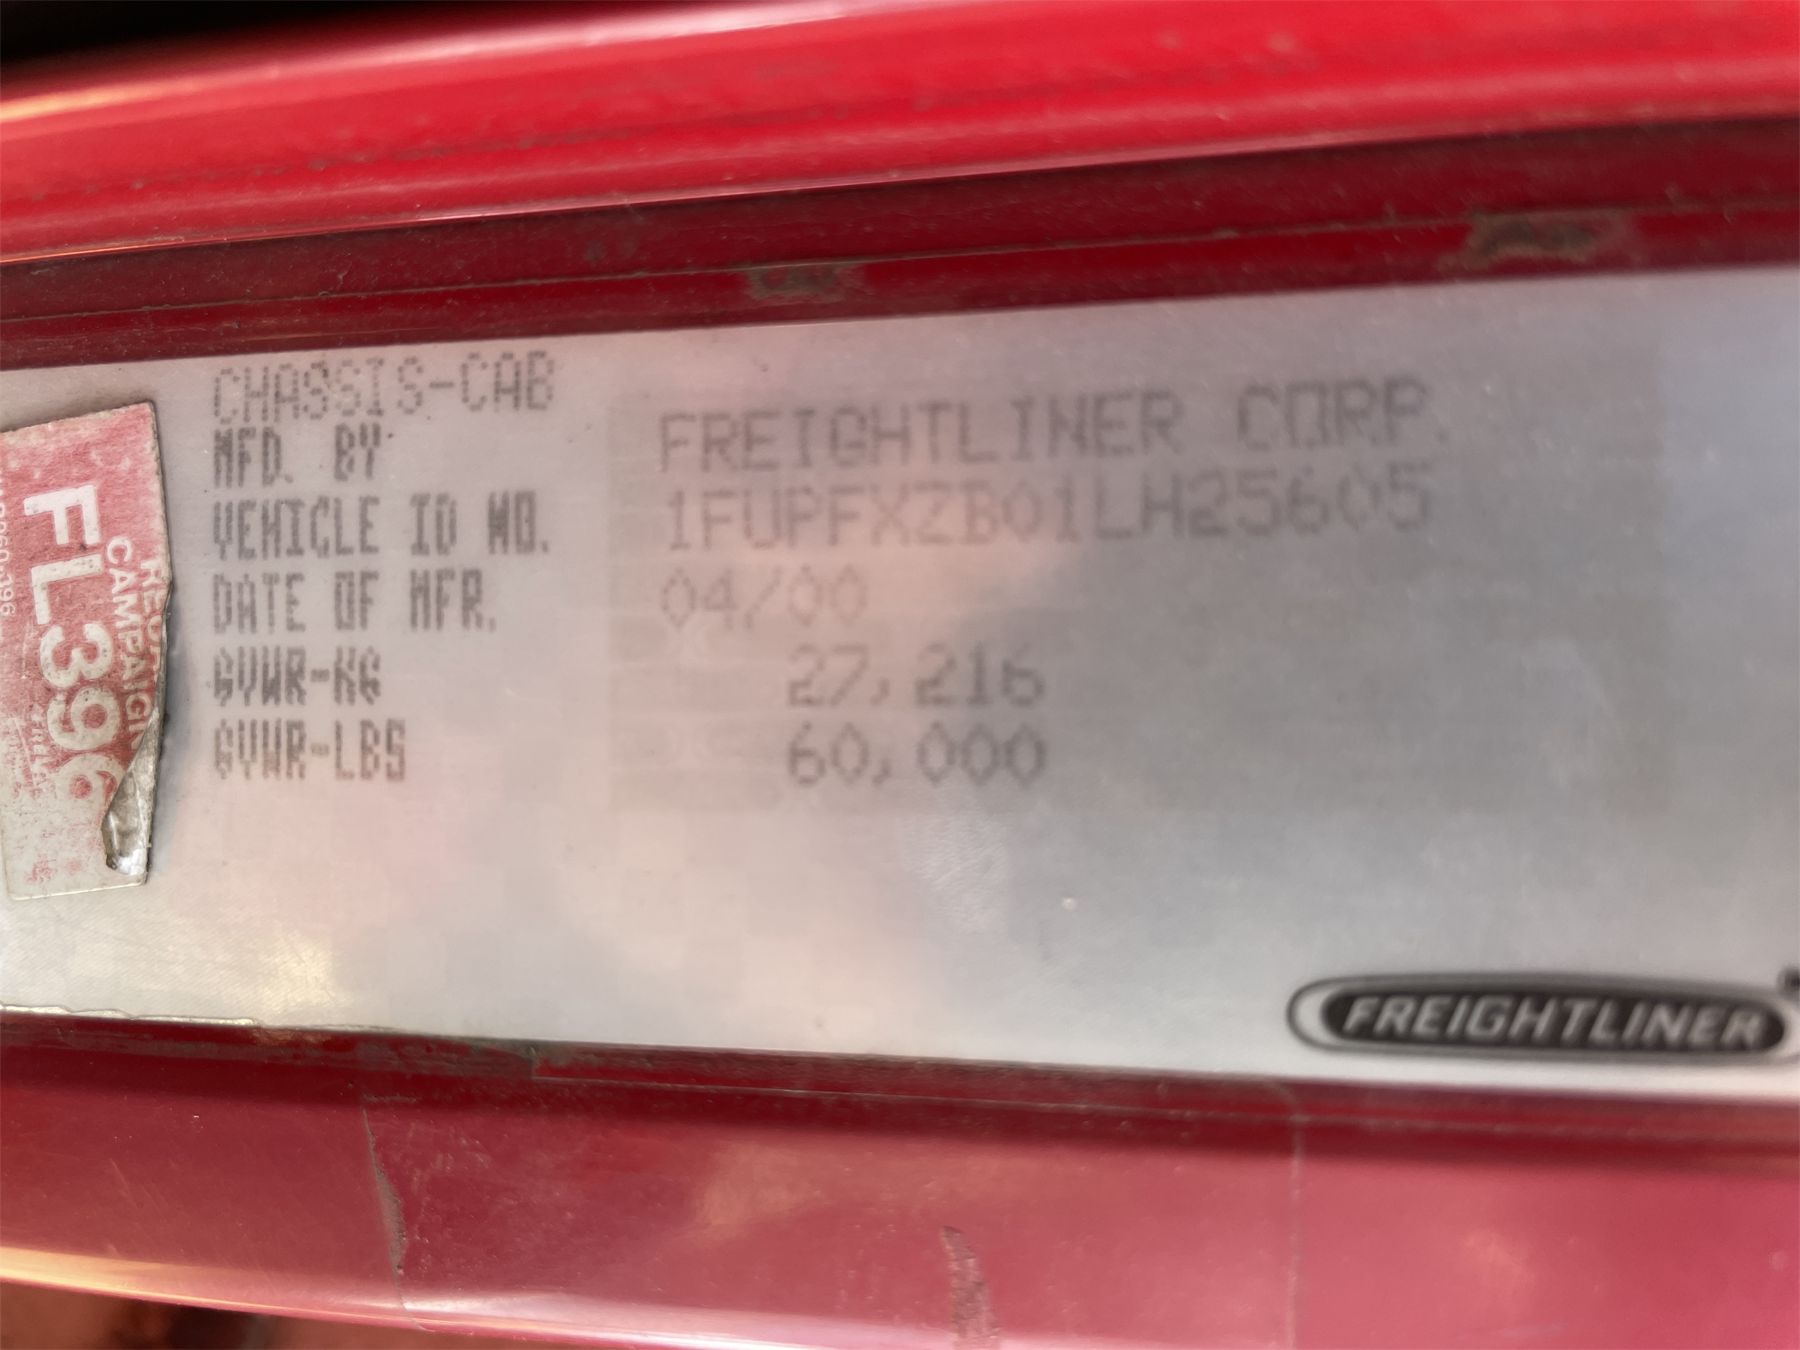 CHASSIS-CAB
MFD. BY FREIGHTLINER CORP.
VEHICLE ID NO. 1FUPFXZB01LH25605
DATE OF MFR. 04/00
GVWR-KG 27,216
GVWR-LBS 60,000
FL396
CAMPAIGN
FREIGHTLINER